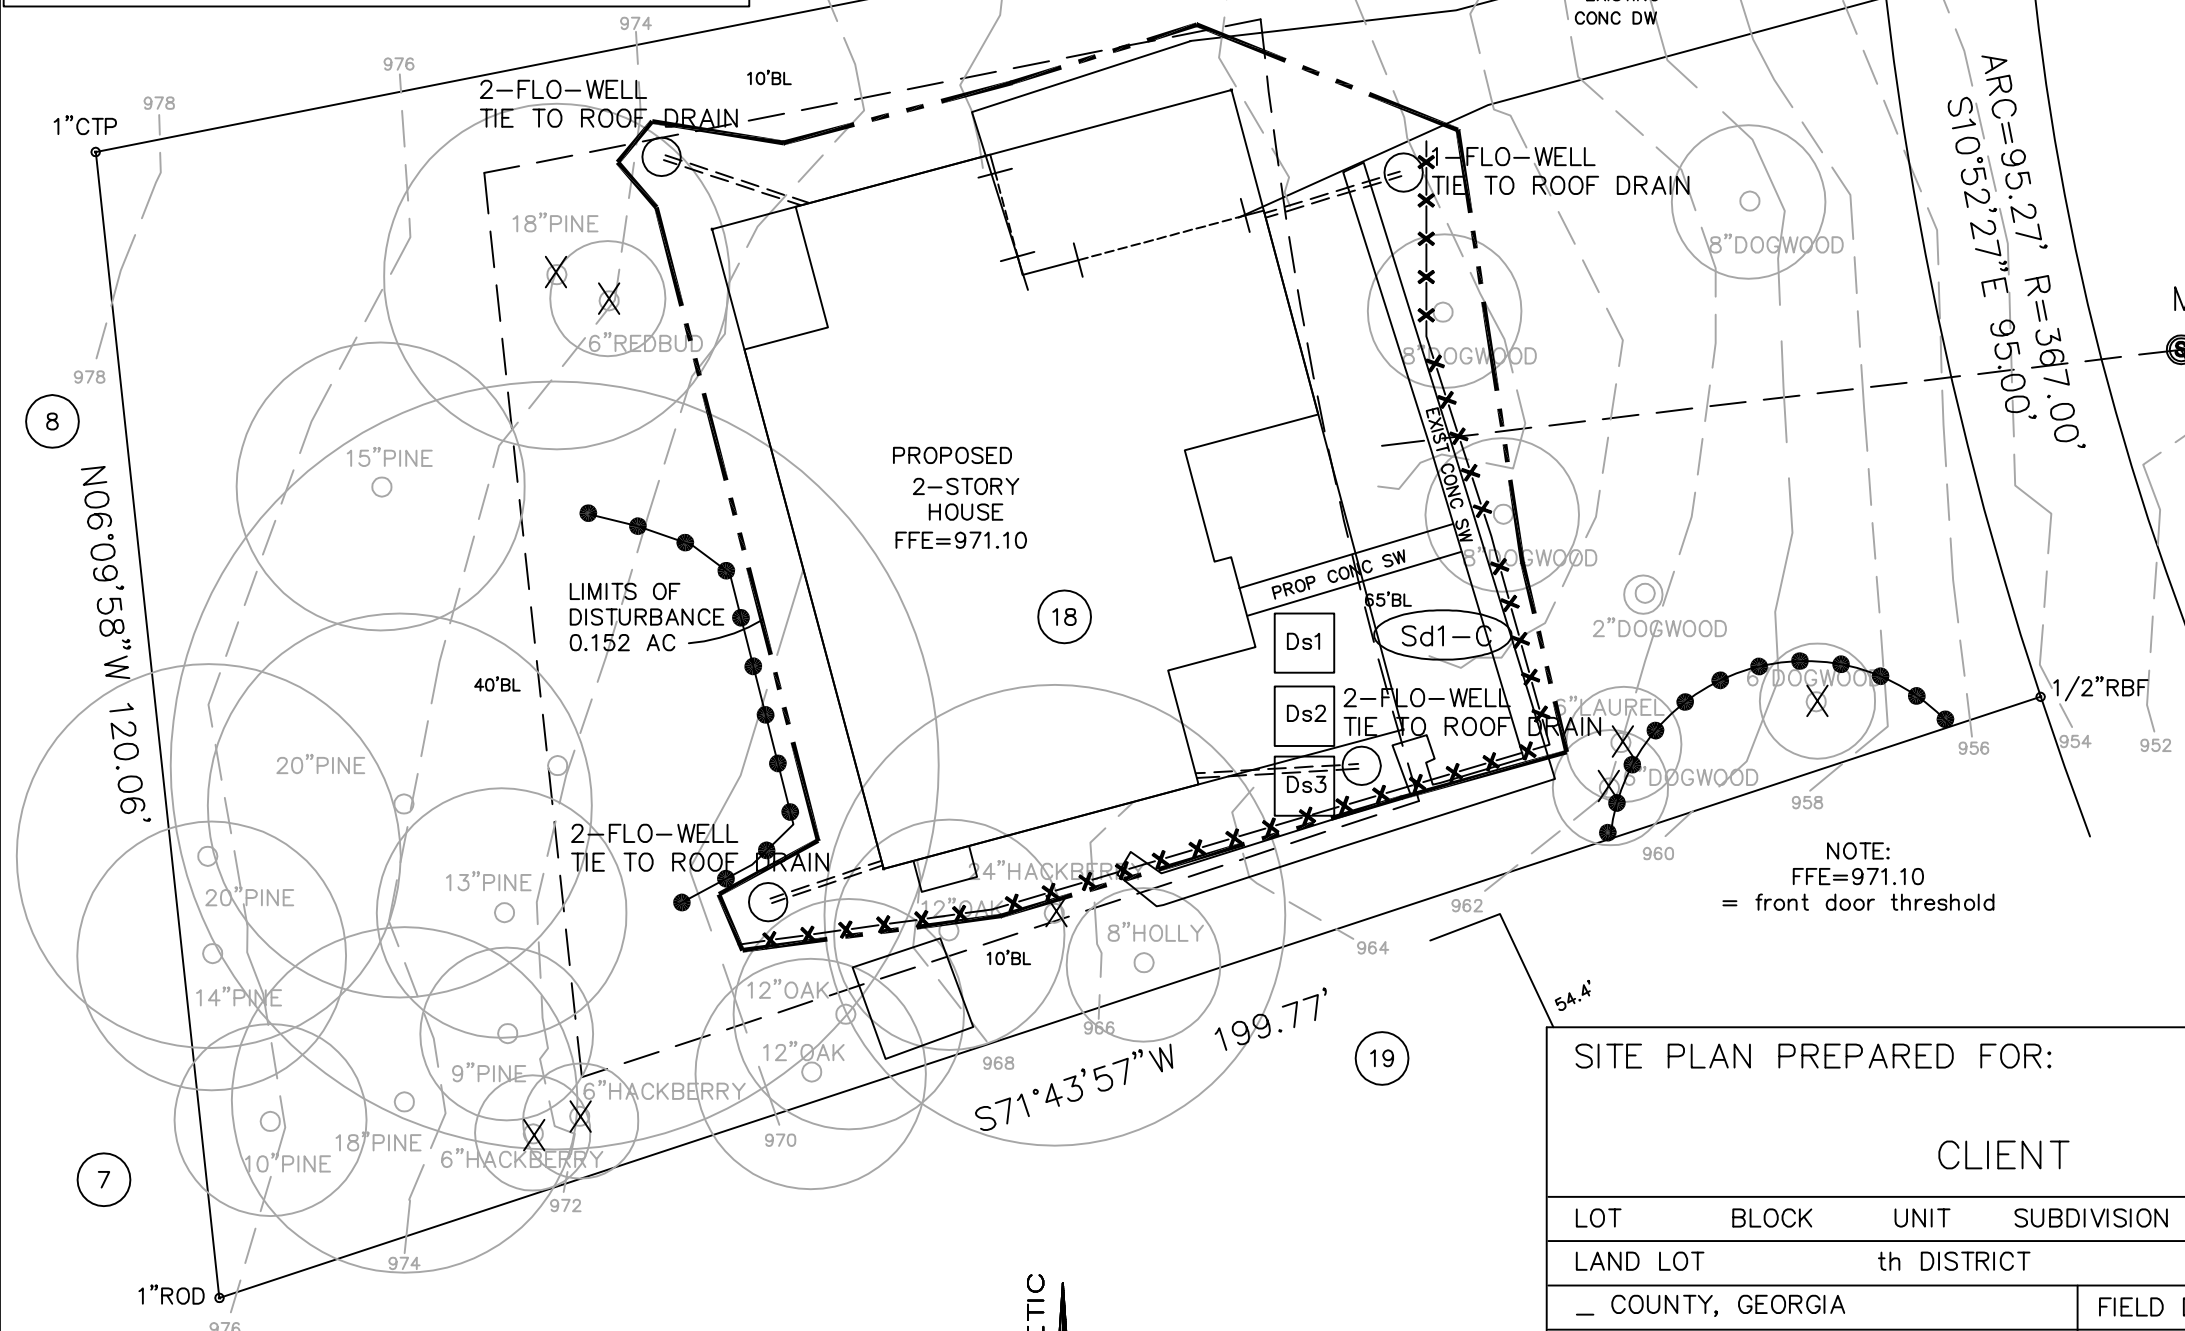 CONC DW
974
976
978
10'BL
2-FLO-WELL
TIE TO ROOF DRAIN
1"CTP
1-FLO-WELL
TIE TO ROOF DRAIN
ARC=95.27' R=367.00'
S10°52'27"E 95.00'
18"PINE
8"DOGWOOD
6"REDBUD
8"DOGWOOD
978
8
15"PINE
N06°09'58"W 120.06'
PROPOSED
2-STORY
HOUSE
FFE=971.10
EXIST CONC SW
8"DOGWOOD
PROP CONC SW
65'BL
LIMITS OF
DISTURBANCE
0.152 AC
18
Ds1
Sd1-C
2"DOGWOOD
40'BL
Ds2
2-FLO-WELL
TIE TO ROOF DRAIN
6"LAUREL
6"DOGWOOD
1/2"RBF
956
954
952
20"PINE
Ds3
6"DOGWOOD
958
2-FLO-WELL
TIE TO ROOF DRAIN
960
NOTE:
FFE=971.10
= front door threshold
24"HACKBERRY
13"PINE
20"PINE
12"OAK
962
8"HOLLY
964
10'BL
14"PINE
12"OAK
54.4'
966
S71°43'57"W 199.77'
12"OAK
968
19
9"PINE
6"HACKBERRY
970
18"PINE
6"HACKBERRY
10"PINE
7
972
974
1"ROD
976
SITE PLAN PREPARED FOR:
CLIENT
LOT BLOCK UNIT SUBDIVISION
LAND LOT th DISTRICT
_ COUNTY, GEORGIA FIELD